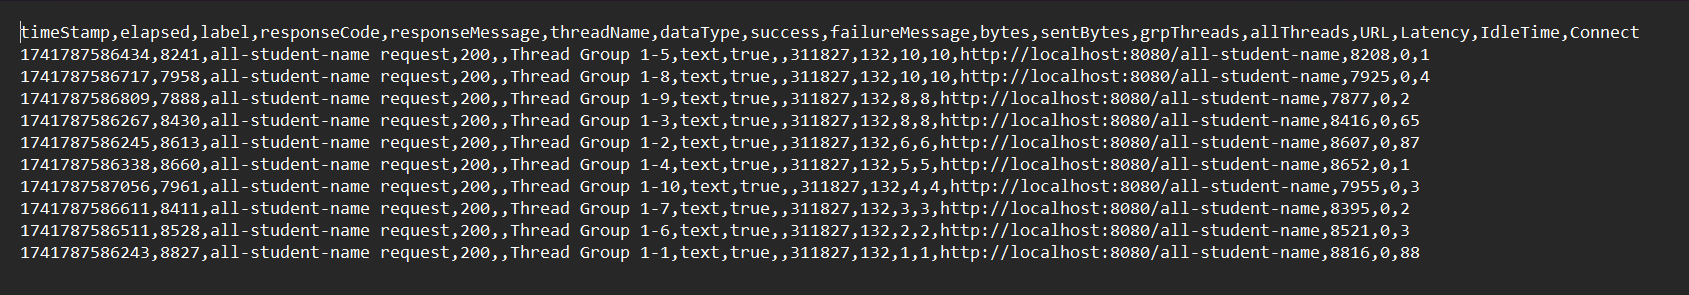 timeStamp,elapsed,label,responseCode,responseMessage,threadName,dataType,success,failureMessage,bytes,sentBytes,grpThreads,allThreads,URL,Latency,IdleTime,Connect
1741787586434,8241,all-student-name request,200,,Thread Group 1-5,text,true,,311827,132,10,10,http://localhost:8080/all-student-name,8208,0,1
1741787586717,7958,all-student-name request,200,,Thread Group 1-8,text,true,,311827,132,10,10,http://localhost:8080/all-student-name,7925,0,4
1741787586809,7888,all-student-name request,200,,Thread Group 1-9,text,true,,311827,132,8,8,http://localhost:8080/all-student-name,7877,0,2
1741787586267,8430,all-student-name request,200,,Thread Group 1-3,text,true,,311827,132,8,8,http://localhost:8080/all-student-name,8416,0,65
1741787586245,8613,all-student-name request,200,,Thread Group 1-2,text,true,,311827,132,6,6,http://localhost:8080/all-student-name,8607,0,87
1741787586338,8660,all-student-name request,200,,Thread Group 1-4,text,true,,311827,132,5,5,http://localhost:8080/all-student-name,8652,0,1
1741787587056,7961,all-student-name request,200,,Thread Group 1-10,text,true,,311827,132,4,4,http://localhost:8080/all-student-name,7955,0,3
1741787586611,8411,all-student-name request,200,,Thread Group 1-7,text,true,,311827,132,3,3,http://localhost:8080/all-student-name,8395,0,2
1741787586511,8528,all-student-name request,200,,Thread Group 1-6,text,true,,311827,132,2,2,http://localhost:8080/all-student-name,8521,0,3
1741787586243,8827,all-student-name request,200,,Thread Group 1-1,text,true,,311827,132,1,1,http://localhost:8080/all-student-name,8816,0,88